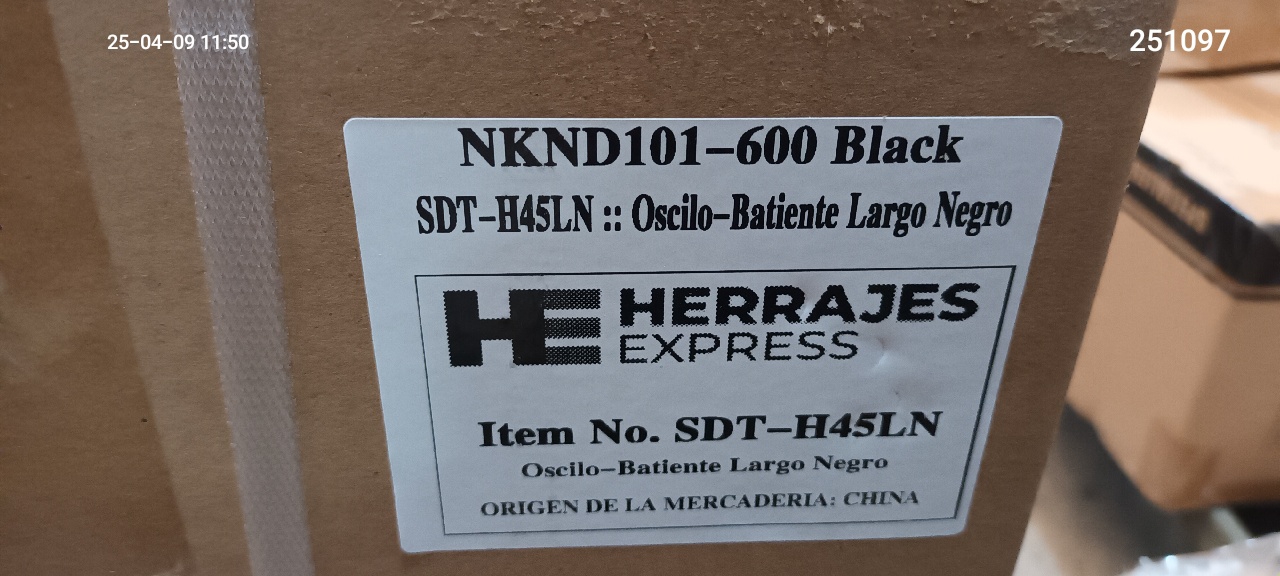 25-04-09 11:50
251097
NKND101-600 Black
SDT-H45LN :: Oscilo-Batiente Largo Negro
HE HERRAJES
EXPRESS
Item No. SDT-H45LN
Oscilo-Batiente Largo Negro
ORIGEN DE LA MERCADERIA: CHINA